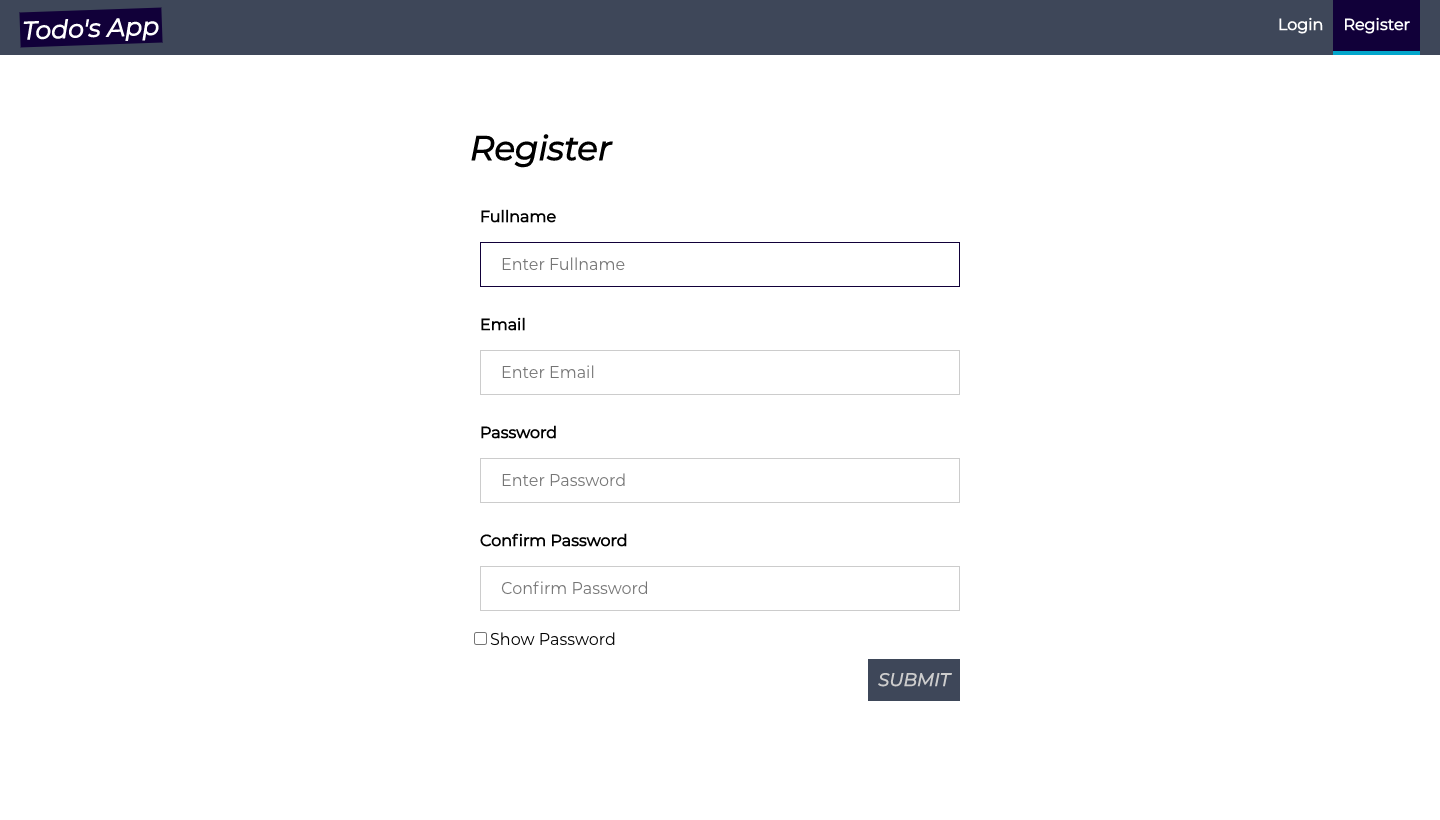 Todo's App
Login
Register
Register
Fullname
Enter Fullname
Email
Enter Email
Password
Enter Password
Confirm Password
Confirm Password
Show Password
SUBMIT